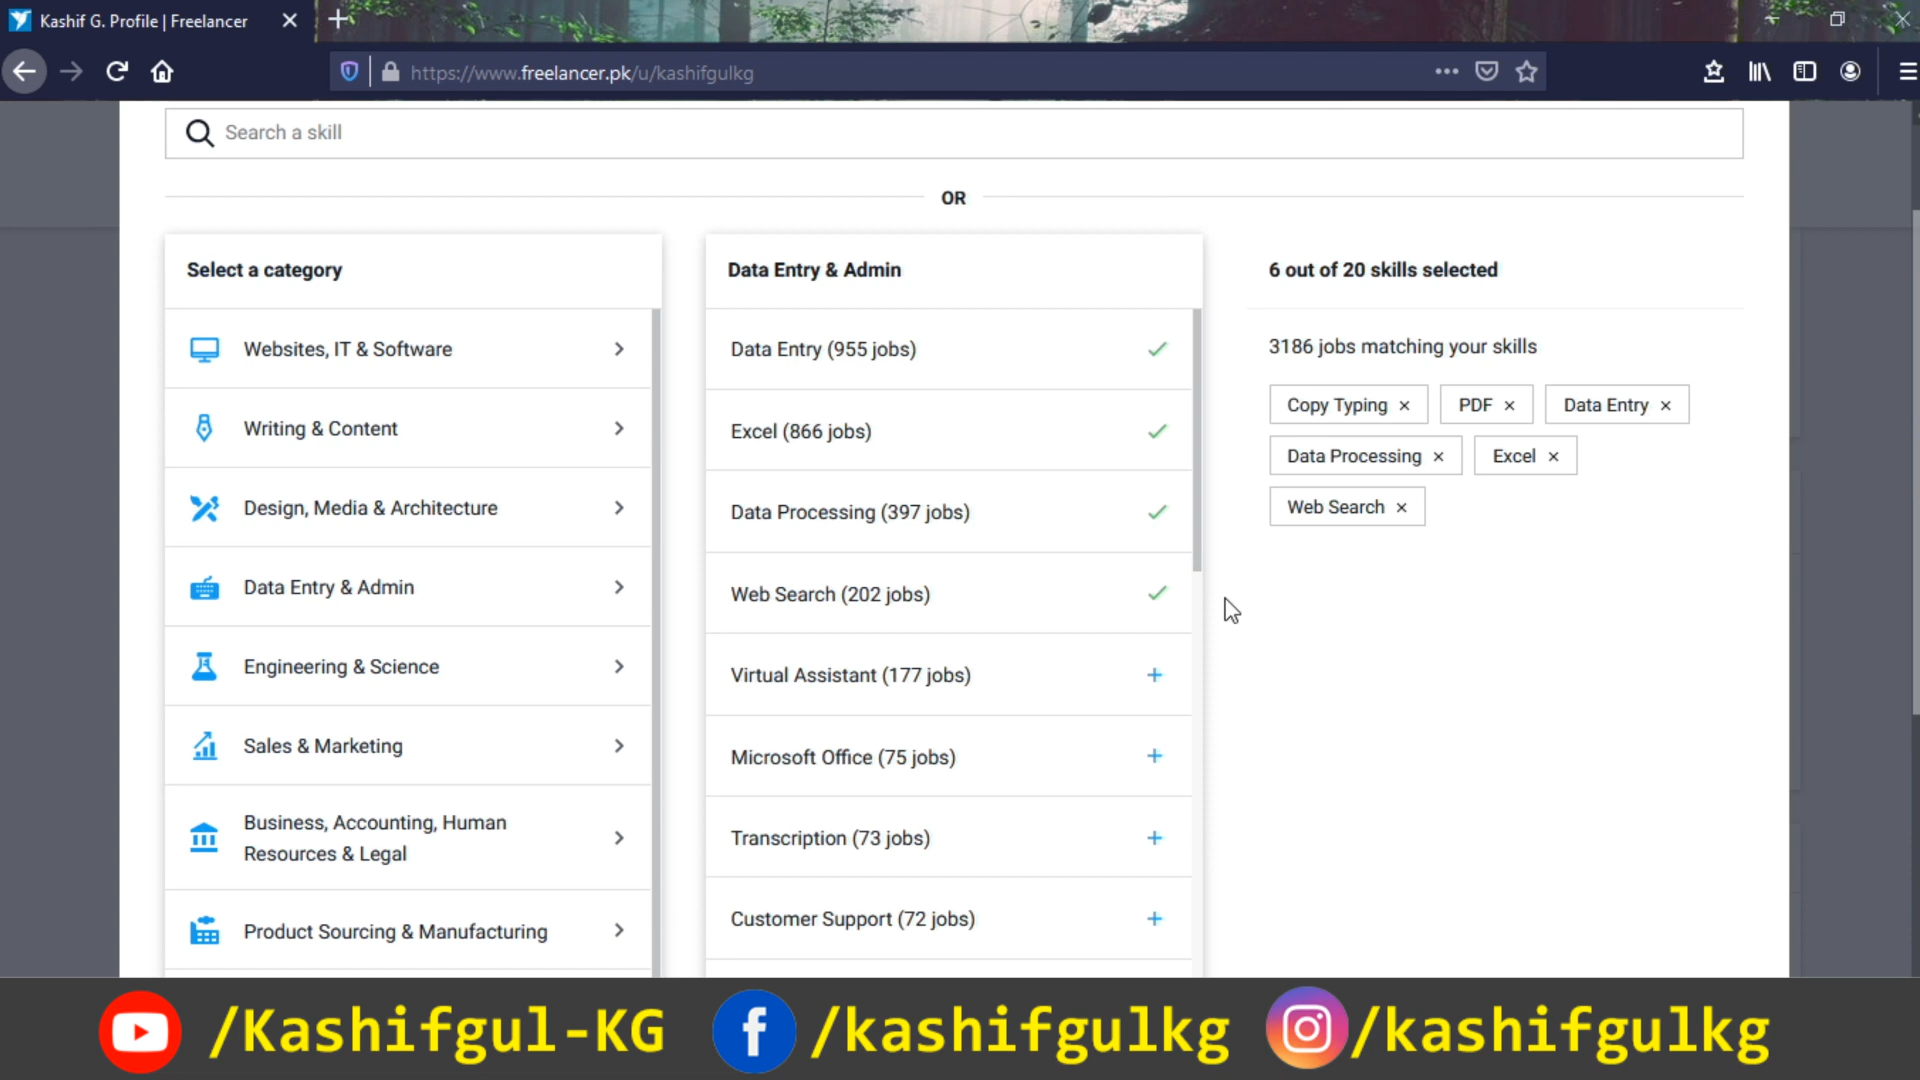 Kashif G. Profile | Freelancer
https://www.freelancer.pk/u/kashifgulkg
Search a skill
OR
Select a category
Websites, IT & Software
Writing & Content
Design, Media & Architecture
Data Entry & Admin
Engineering & Science
Sales & Marketing
Business, Accounting, Human
Resources & Legal
Product Sourcing & Manufacturing
Data Entry & Admin
Data Entry (955 jobs)
Excel (866 jobs)
Data Processing (397 jobs)
Web Search (202 jobs)
Virtual Assistant (177 jobs)
Microsoft Office (75 jobs)
Transcription (73 jobs)
Customer Support (72 jobs)
6 out of 20 skills selected
3186 jobs matching your skills
Copy Typing × PDF × Data Entry ×
Data Processing × Excel ×
Web Search ×
/Kashifgul-KG /kashifgulkg /kashifgulkg